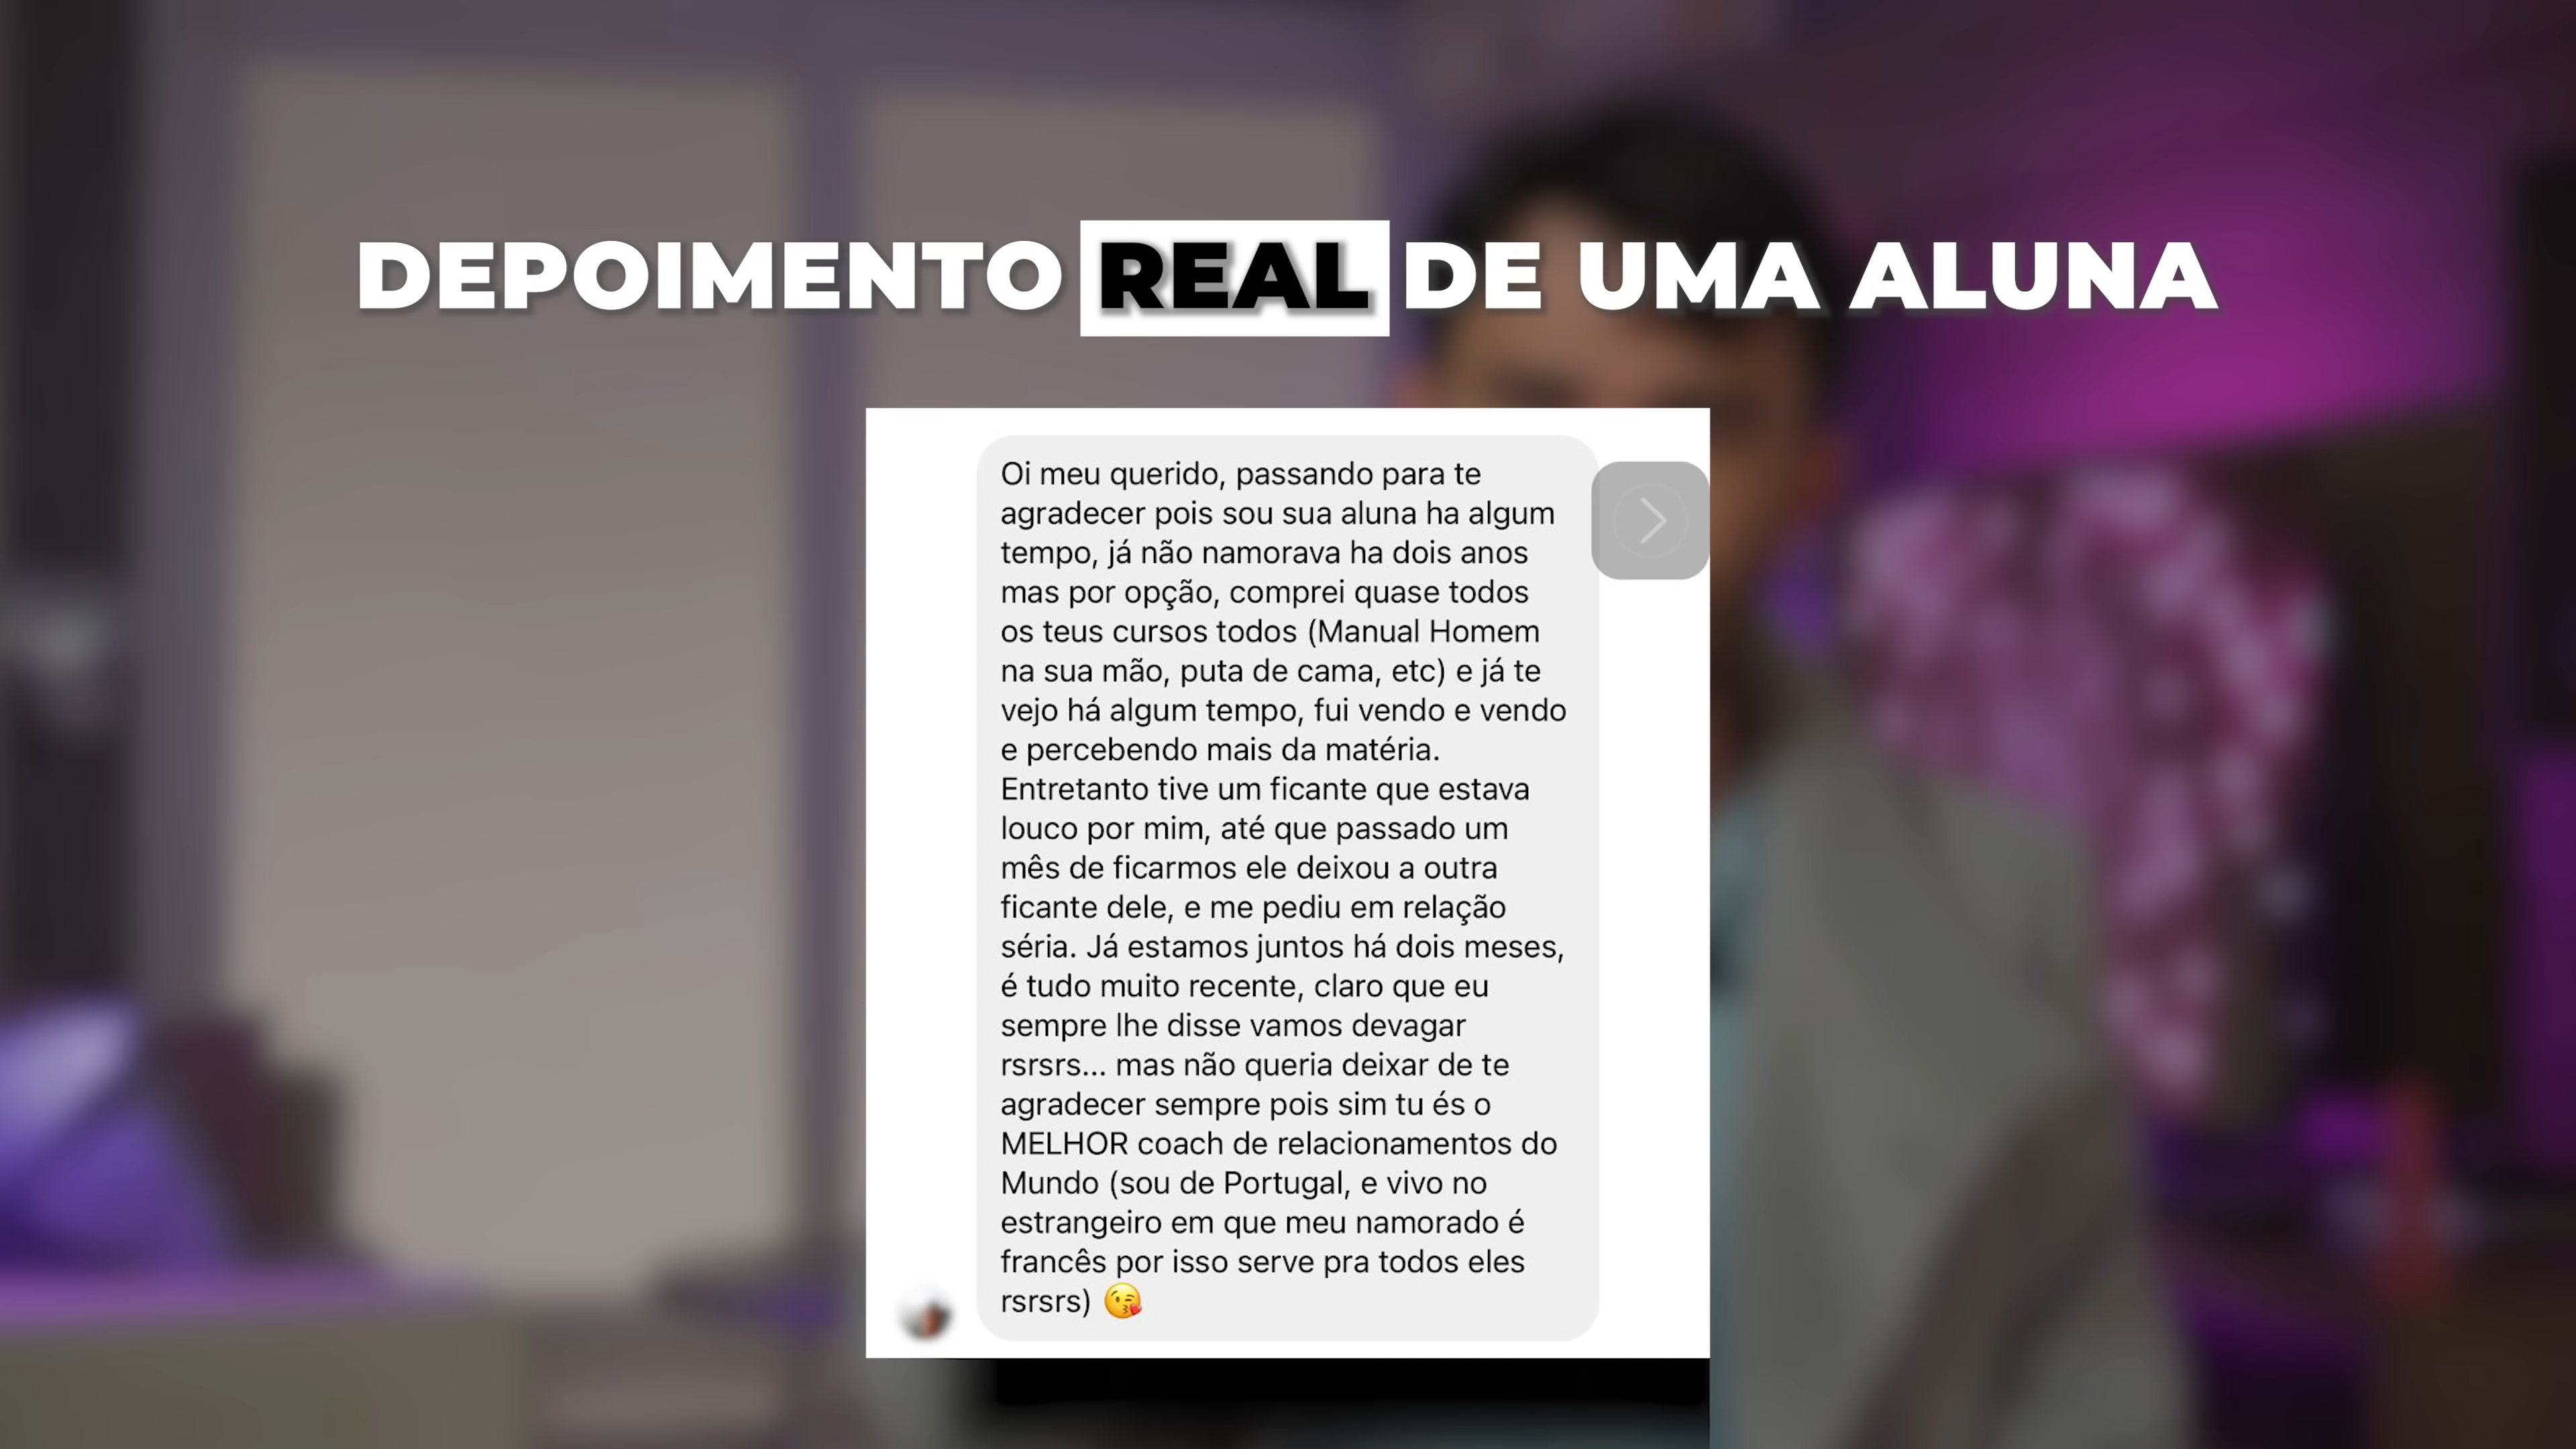 DEPOIMENTO REAL DE UMA ALUNA
Oi meu querido, passando para te
agradecer pois sou sua aluna ha algum
tempo, já não namorava ha dois anos
mas por opção, comprei quase todos
os teus cursos todos (Manual Homem
na sua mão, puta de cama, etc) e já te
vejo há algum tempo, fui vendo e vendo
e percebendo mais da matéria.
Entretanto tive um ficante que estava
louco por mim, até que passado um
mês de ficarmos ele deixou a outra
ficante dele, e me pediu em relação
séria. Já estamos juntos há dois meses,
é tudo muito recente, claro que eu
sempre lhe disse vamos devagar
rsrsrs... mas não queria deixar de te
agradecer sempre pois sim tu és o
MELHOR coach de relacionamentos do
Mundo (sou de Portugal, e vivo no
estrangeiro em que meu namorado é
francês por isso serve pra todos eles
rsrsrs) 😘